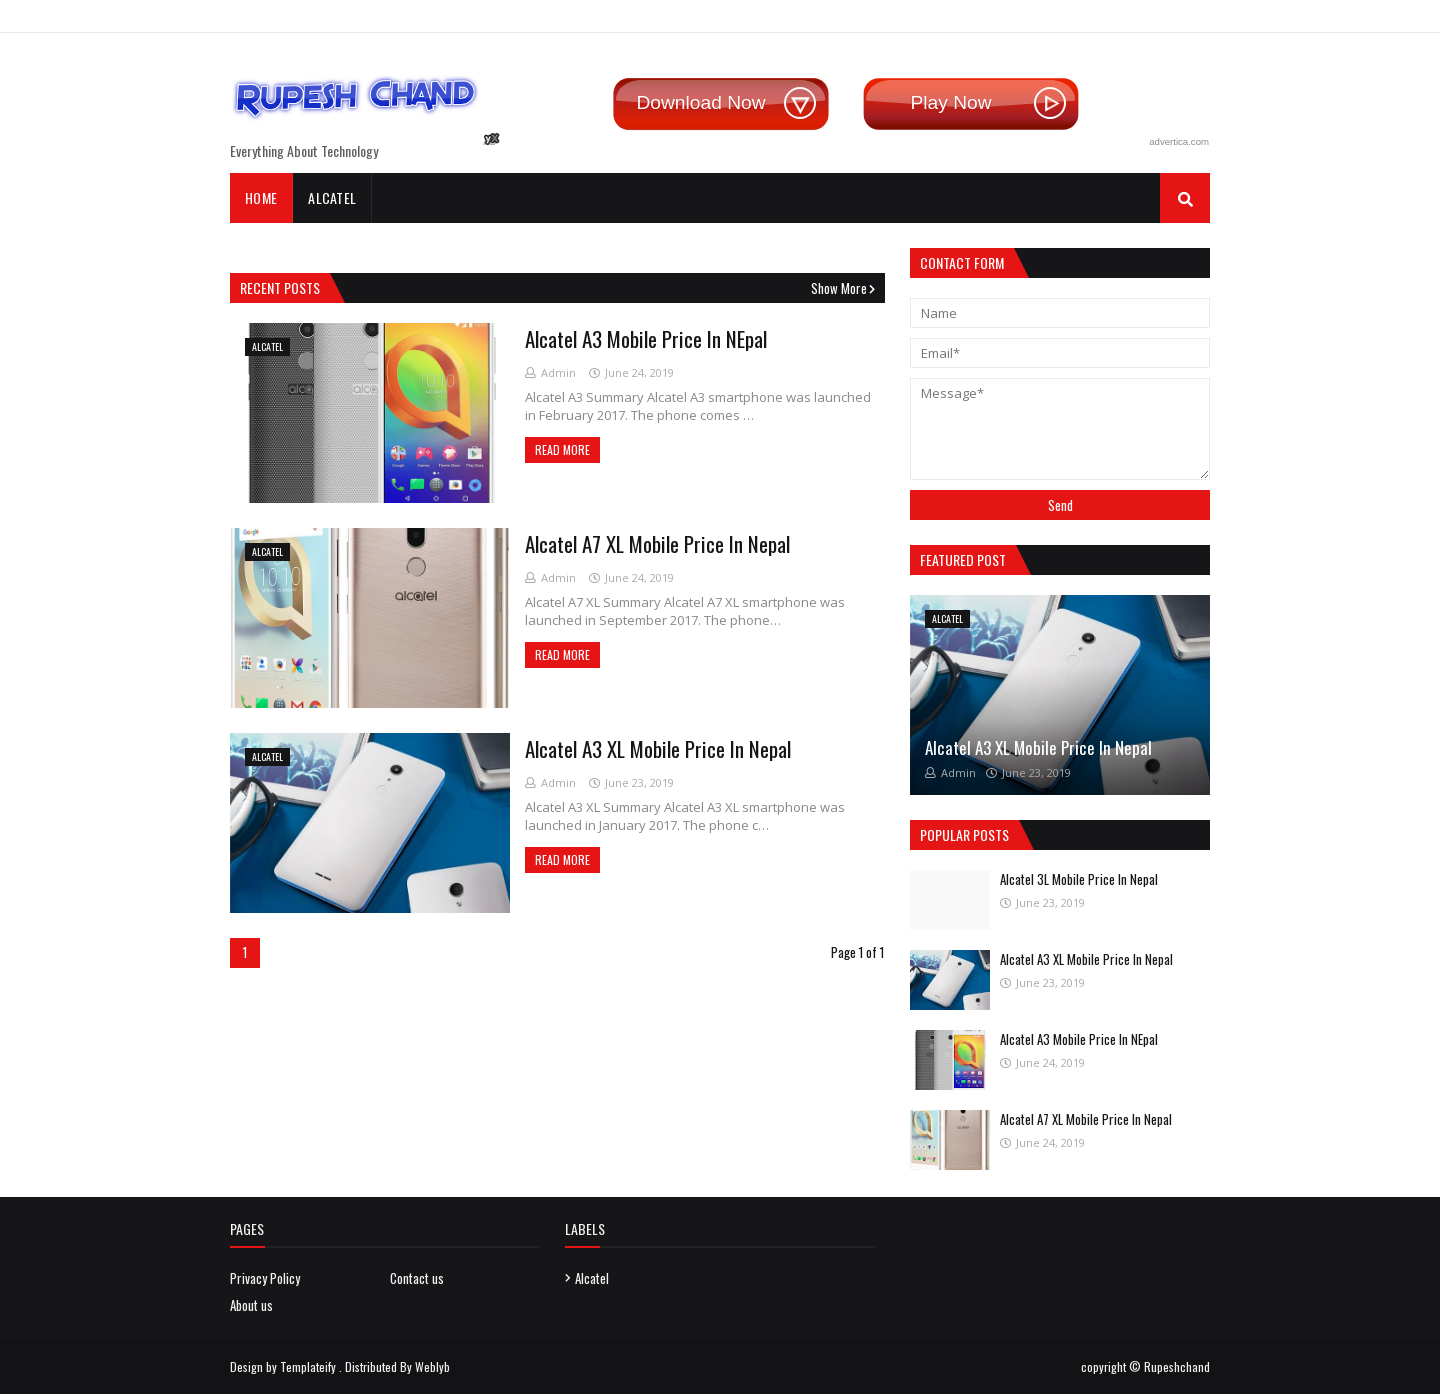 RUPESH CHAND
Everything About Technology
Download Now
Play Now
advertica.com
HOME
ALCATEL
RECENT POSTS
Show More
ALCATEL
Alcatel A3 Mobile Price In NEpal
Admin June 24, 2019
Alcatel A3 Summary Alcatel A3 smartphone was launched
in February 2017. The phone comes …
READ MORE
ALCATEL
alcatel
Alcatel A7 XL Mobile Price In Nepal
Admin June 24, 2019
Alcatel A7 XL Summary Alcatel A7 XL smartphone was
launched in September 2017. The phone…
READ MORE
ALCATEL
Alcatel A3 XL Mobile Price In Nepal
Admin June 23, 2019
Alcatel A3 XL Summary Alcatel A3 XL smartphone was
launched in January 2017. The phone c…
READ MORE
1
Page 1 of 1
CONTACT FORM
Name
Email*
Message*
Send
FEATURED POST
ALCATEL
Alcatel A3 XL Mobile Price In Nepal
Admin June 23, 2019
POPULAR POSTS
Alcatel 3L Mobile Price In Nepal
June 23, 2019
Alcatel A3 XL Mobile Price In Nepal
June 23, 2019
Alcatel A3 Mobile Price In NEpal
June 24, 2019
Alcatel A7 XL Mobile Price In Nepal
June 24, 2019
PAGES
Privacy Policy
Contact us
About us
LABELS
Alcatel
Design by Templateify . Distributed By Weblyb
copyright © Rupeshchand